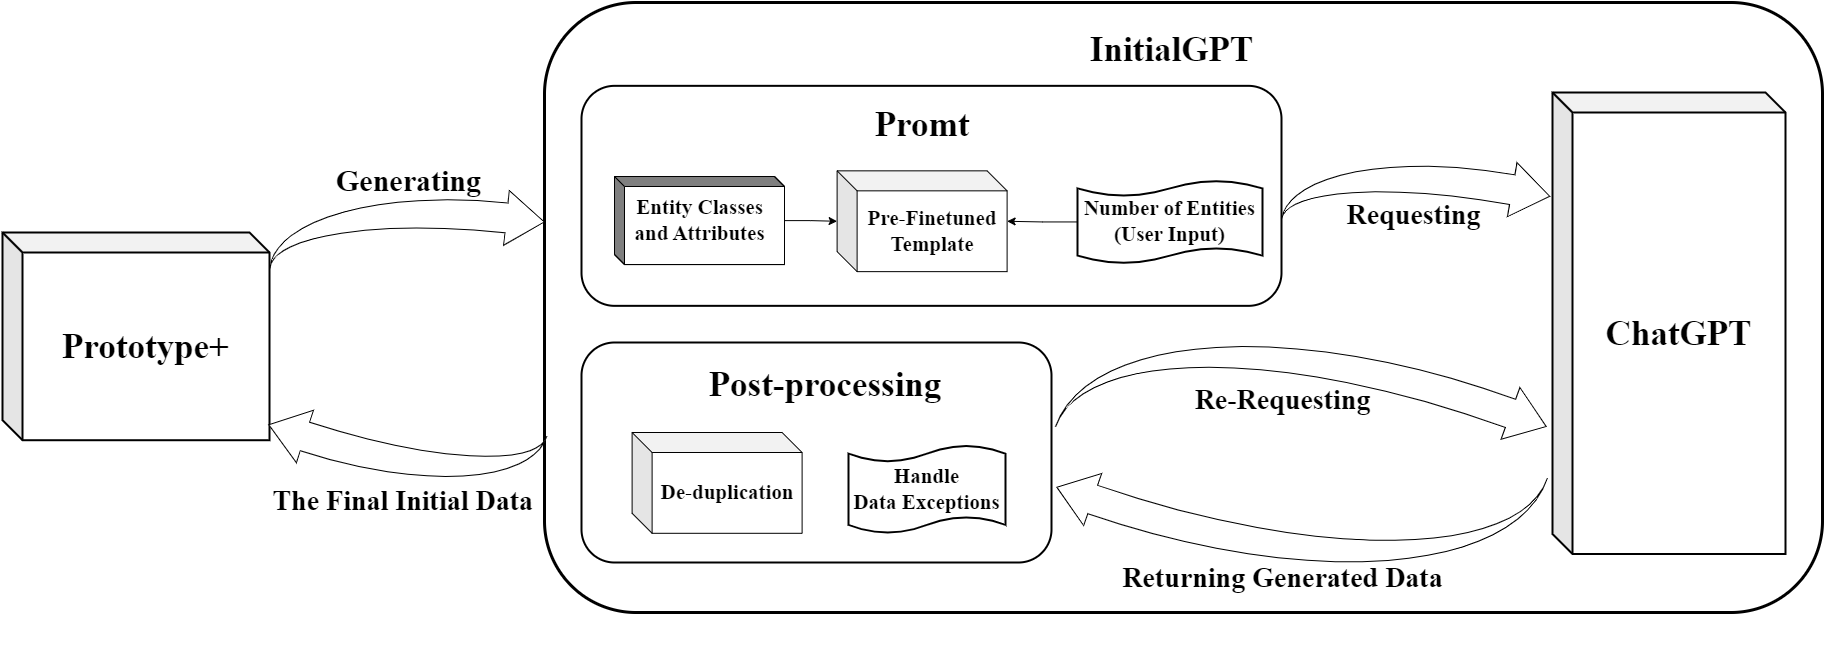 InitialGPT
Promt
Generating
Entity Classes
and Attributes
Pre-Finetuned
Template
Number of Entities
(User Input)
Requesting
Prototype+
ChatGPT
Post-processing
Re-Requesting
De-duplication
Handle
Data Exceptions
The Final Initial Data
Returning Generated Data